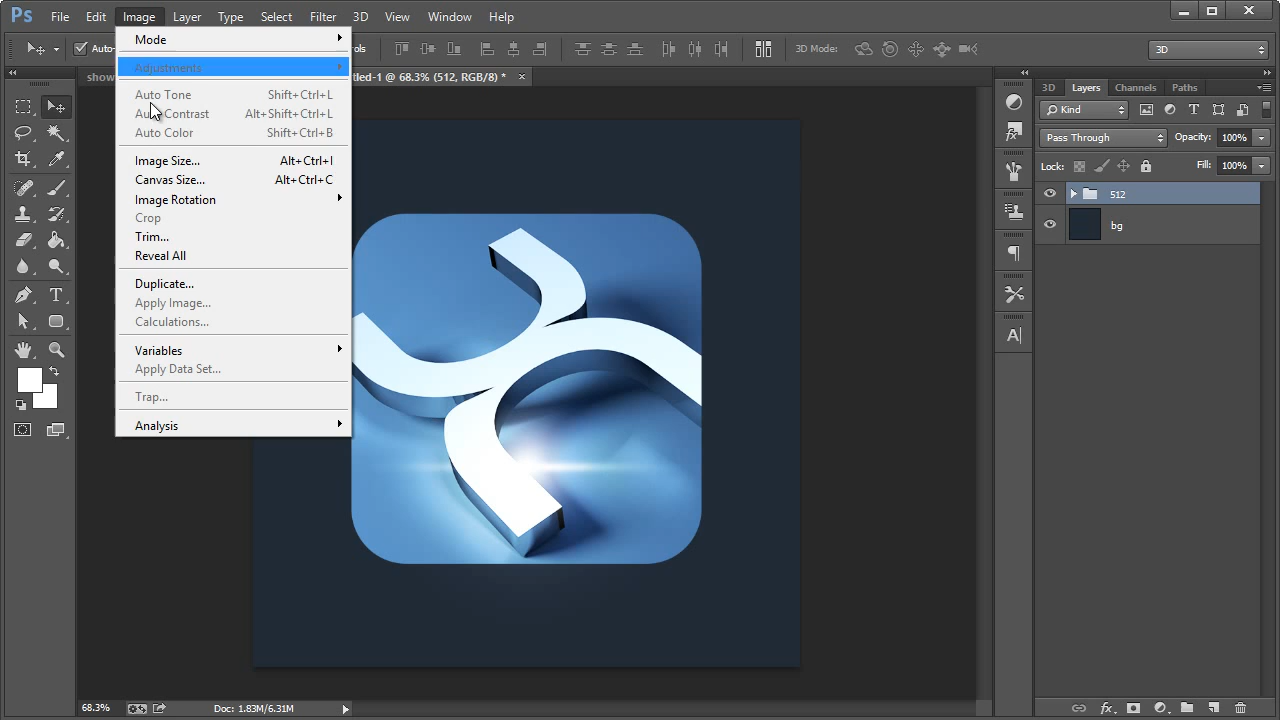 Ps File Edit Image Layer Type Select Filter 3D View Window Help
Auto- 3D Mode: 3D
Mode
show tled-1 @ 68.3% (512, RGB/8) * ×
Adjustments
Auto Tone Shift+Ctrl+L
Auto Contrast Alt+Shift+Ctrl+L
Auto Color Shift+Ctrl+B
Image Size... Alt+Ctrl+I
Canvas Size... Alt+Ctrl+C
Image Rotation
Crop
Trim...
Reveal All
Duplicate...
Apply Image...
Calculations...
Variables
Apply Data Set...
Trap...
Analysis
3D Layers Channels Paths
Kind
Pass Through Opacity: 100%
Lock: Fill: 100%
512
bg
68.3% Doc: 1.83M/6.31M